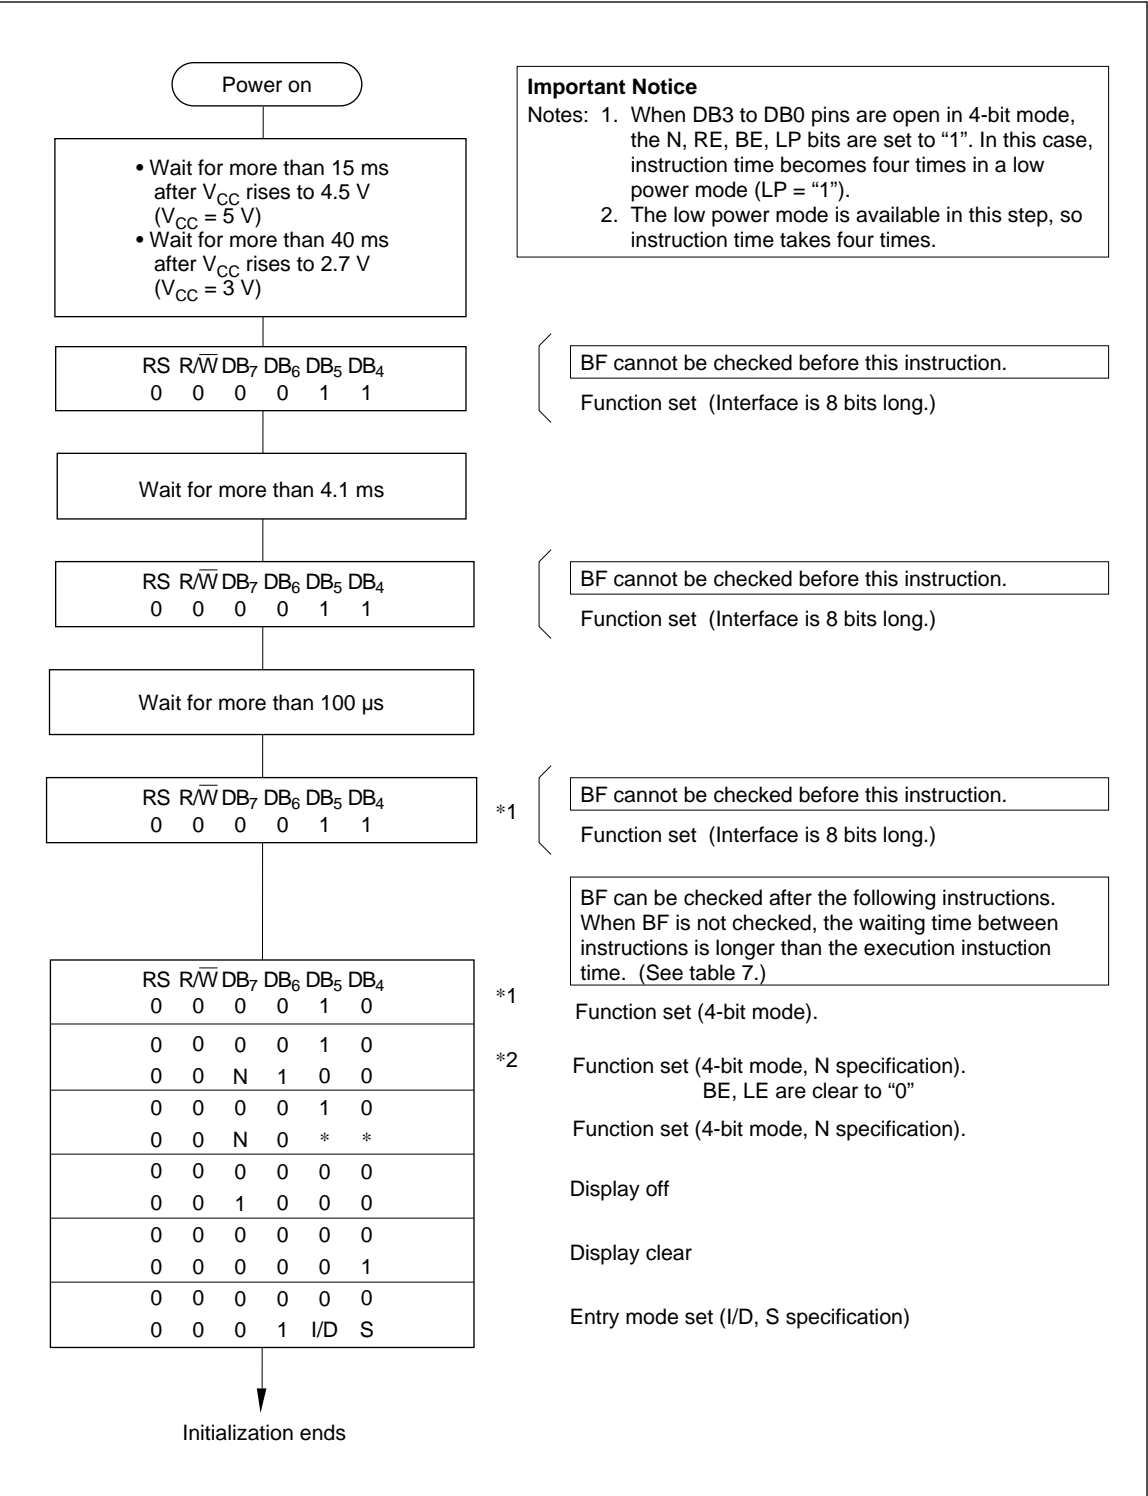 Power on
Important Notice
Notes: 1. When DB3 to DB0 pins are open in 4-bit mode,
the N, RE, BE, LP bits are set to “1”. In this case,
instruction time becomes four times in a low
power mode (LP = “1”).
2. The low power mode is available in this step, so
instruction time takes four times.
• Wait for more than 15 ms
after VCC rises to 4.5 V
(VCC = 5 V)
• Wait for more than 40 ms
after VCC rises to 2.7 V
(VCC = 3 V)
RS R/W̅ DB7 DB6 DB5 DB4
0 0 0 0 1 1
BF cannot be checked before this instruction.
Function set (Interface is 8 bits long.)
Wait for more than 4.1 ms
RS R/W̅ DB7 DB6 DB5 DB4
0 0 0 0 1 1
BF cannot be checked before this instruction.
Function set (Interface is 8 bits long.)
Wait for more than 100 µs
RS R/W̅ DB7 DB6 DB5 DB4
0 0 0 0 1 1
*1
BF cannot be checked before this instruction.
Function set (Interface is 8 bits long.)
BF can be checked after the following instructions.
When BF is not checked, the waiting time between
instructions is longer than the execution instuction
time. (See table 7.)
RS R/W̅ DB7 DB6 DB5 DB4
0 0 0 0 1 0
*1
Function set (4-bit mode).
0 0 0 0 1 0
0 0 N 1 0 0
*2
Function set (4-bit mode, N specification).
BE, LE are clear to “0”
0 0 0 0 1 0
0 0 N 0 * *
Function set (4-bit mode, N specification).
0 0 0 0 0 0
0 0 1 0 0 0
Display off
0 0 0 0 0 0
0 0 0 0 0 1
Display clear
0 0 0 0 0 0
0 0 0 1 I/D S
Entry mode set (I/D, S specification)
Initialization ends